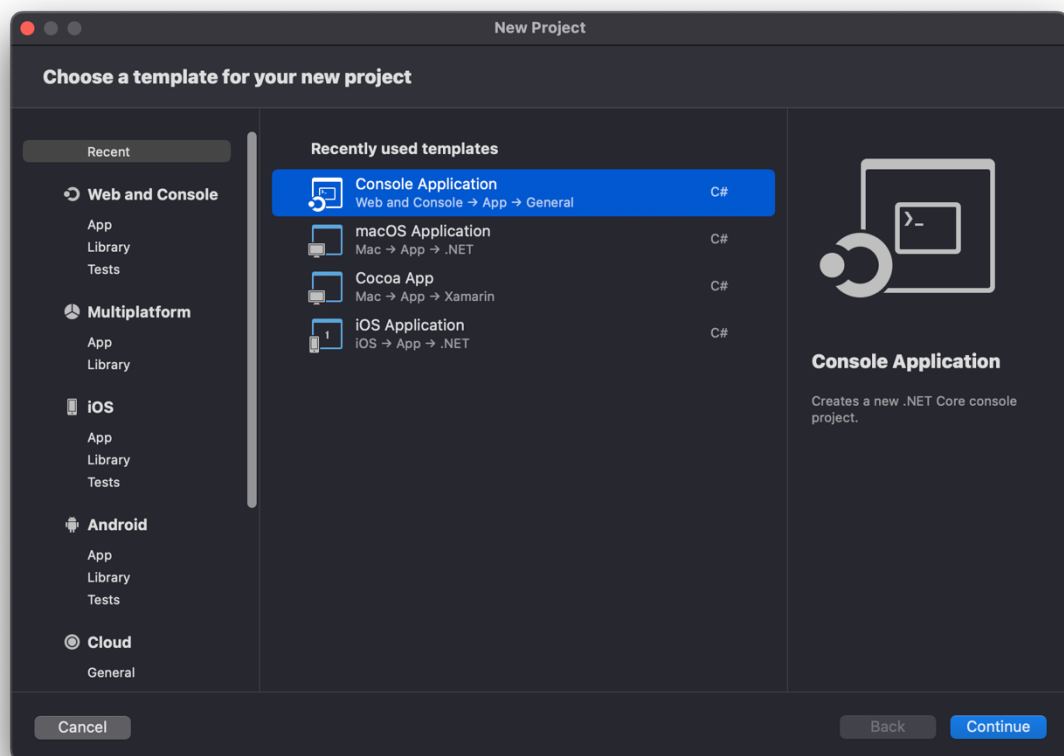 New Project
Choose a template for your new project
Recent
Web and Console
App
Library
Tests
Multiplatform
App
Library
iOS
App
Library
Tests
Android
App
Library
Tests
Cloud
General
Recently used templates
Console Application
Web and Console → App → General
C#
macOS Application
Mac → App → .NET
C#
Cocoa App
Mac → App → Xamarin
C#
1
iOS Application
iOS → App → .NET
C#
Console Application
Creates a new .NET Core console
project.
Cancel
Back
Continue